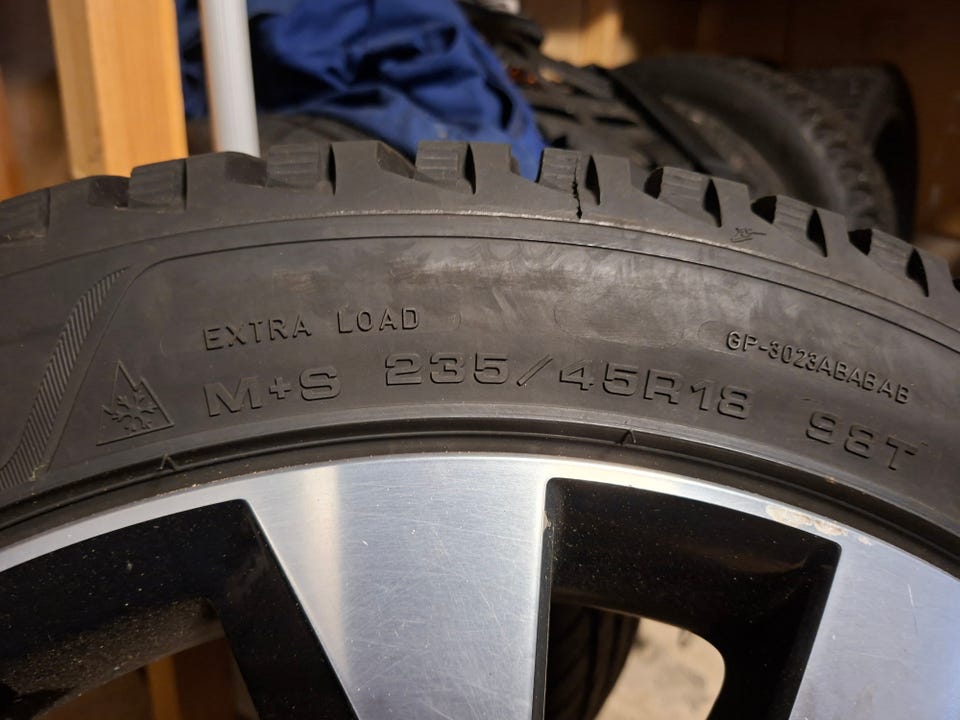 EXTRA LOAD
GP-3023ABABAB
M+S 235/45R18 98T